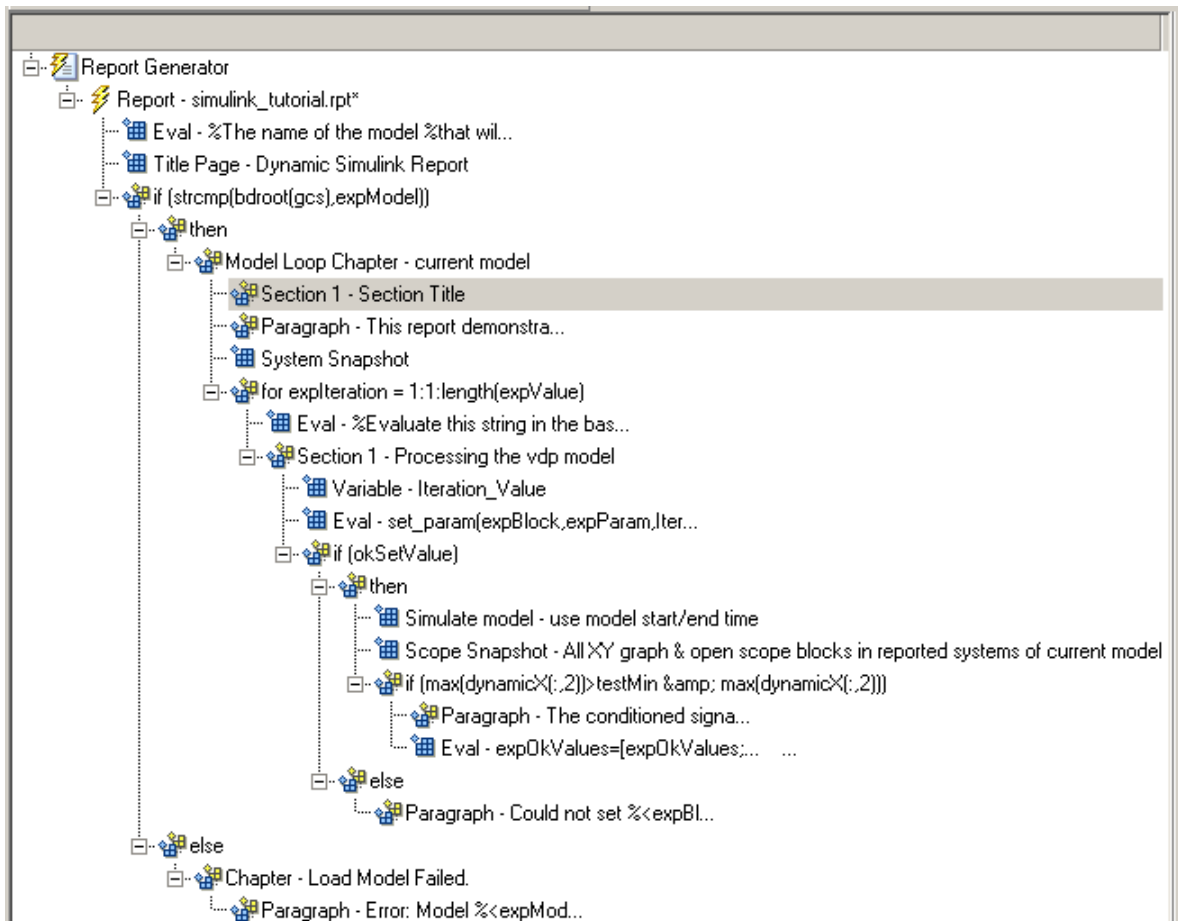 Report Generator
Report - simulink_tutorial.rpt*
Eval - %The name of the model %that wil...
Title Page - Dynamic Simulink Report
if (strcmp(bdroot(gcs),expModel))
then
Model Loop Chapter - current model
Section 1 - Section Title
Paragraph - This report demonstra...
System Snapshot
for expIteration = 1:1:length(expValue)
Eval - %Evaluate this string in the bas...
Section 1 - Processing the vdp model
Variable - Iteration_Value
Eval - set_param(expBlock,expParam,Iter...
if (okSetValue)
then
Simulate model - use model start/end time
Scope Snapshot - All XY graph & open scope blocks in reported systems of current model
if (max(dynamicX(:,2))>testMin &amp; max(dynamicX(:,2)))
Paragraph - The conditioned signa...
Eval - expOkValues=[expOkValues;... ...
else
Paragraph - Could not set %<expBl...
else
Chapter - Load Model Failed.
Paragraph - Error: Model %<expMod...